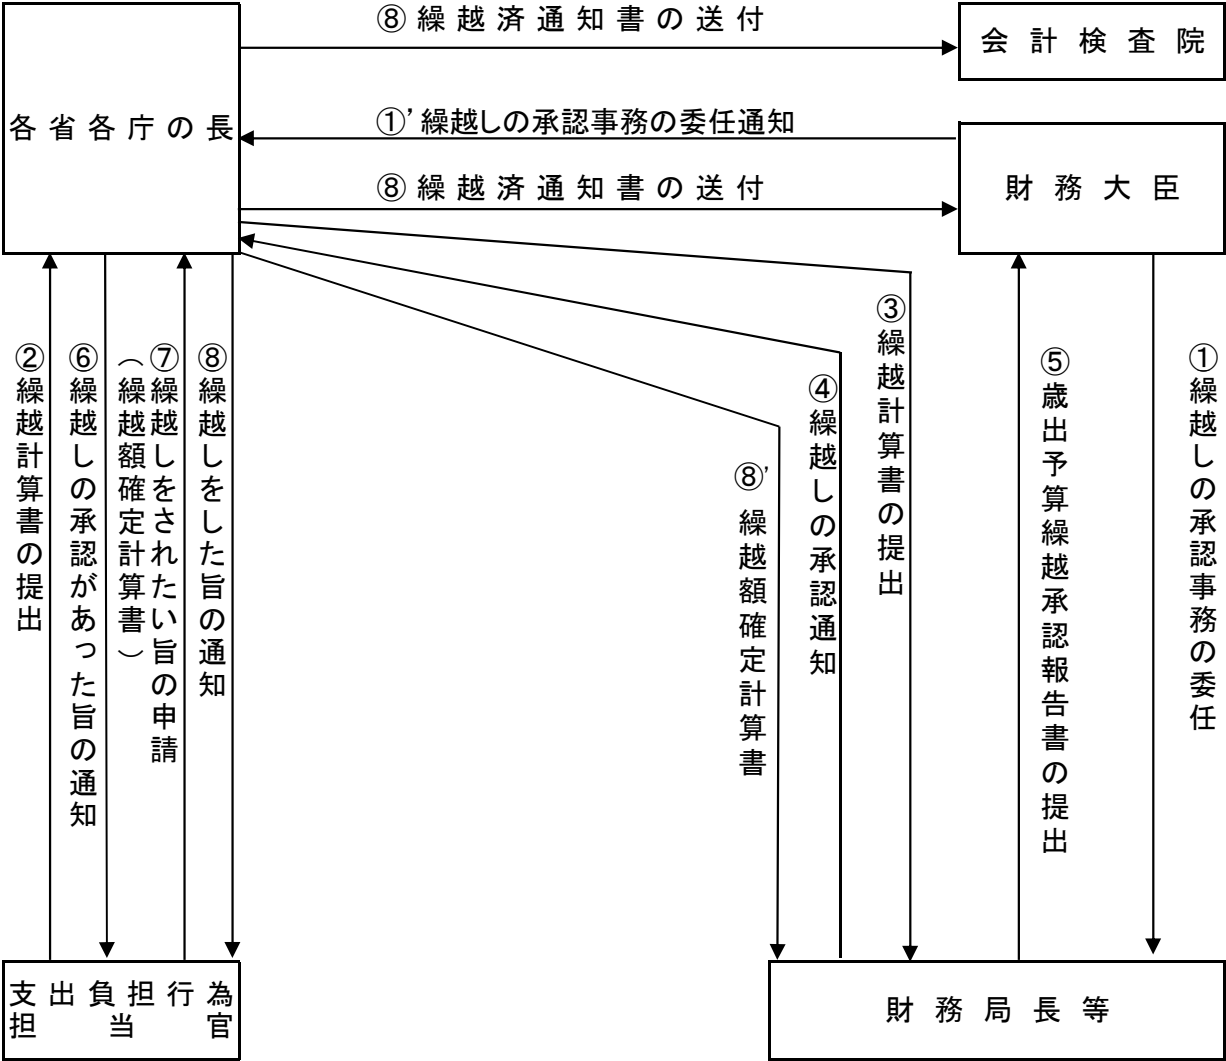 ⑧繰越済通知書の送付
会計検査院
各省各庁の長
①’繰越しの承認事務の委任通知
財務大臣
⑧繰越済通知書の送付
②繰越計算書の提出
⑥繰越しの承認があった旨の通知
⑦繰越しをされたい旨の申請
（繰越額確定計算書）
⑧繰越しをした旨の通知
⑧’繰越額確定計算書
④繰越しの承認通知
③繰越計算書の提出
⑤歳出予算繰越承認報告書の提出
①繰越しの承認事務の委任
支出負担行為
担当官
財務局長等